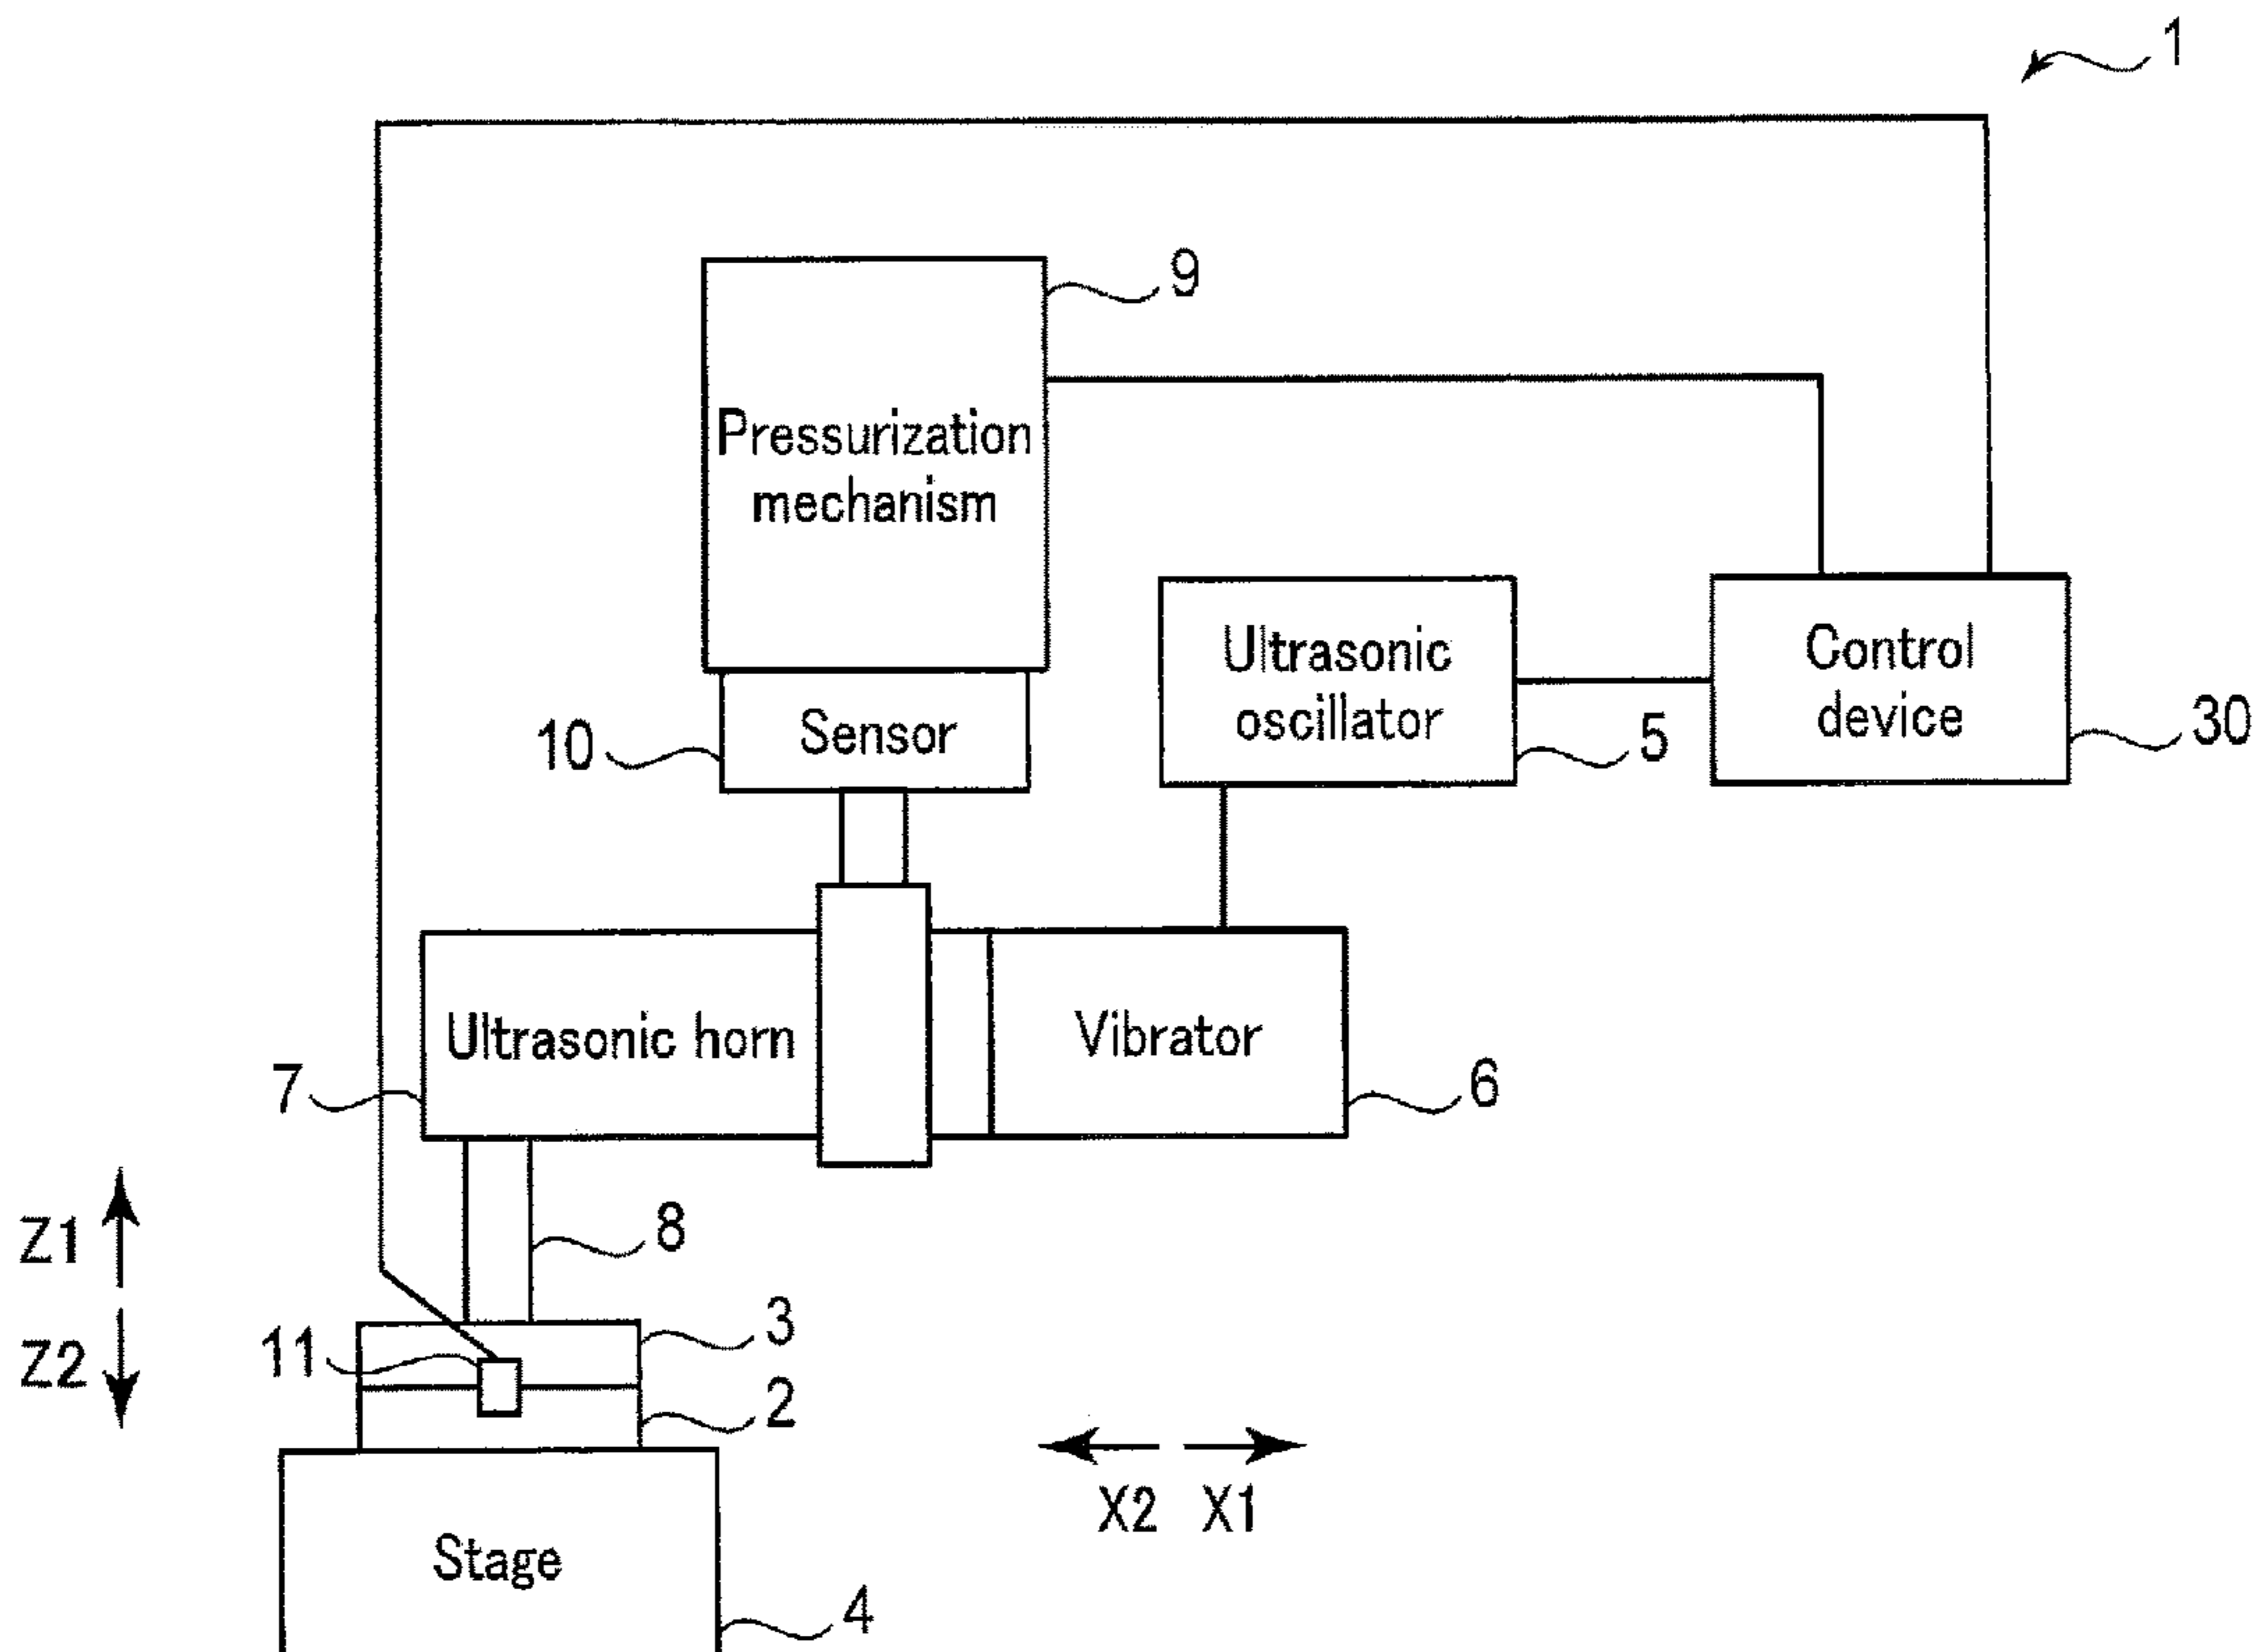 1
9
Pressurization
mechanism
Ultrasonic
oscillator
Control
device
10
Sensor
5
30
Ultrasonic horn
Vibrator
7
6
Z1
8
Z2
11
3
2
X2 X1
Stage
4